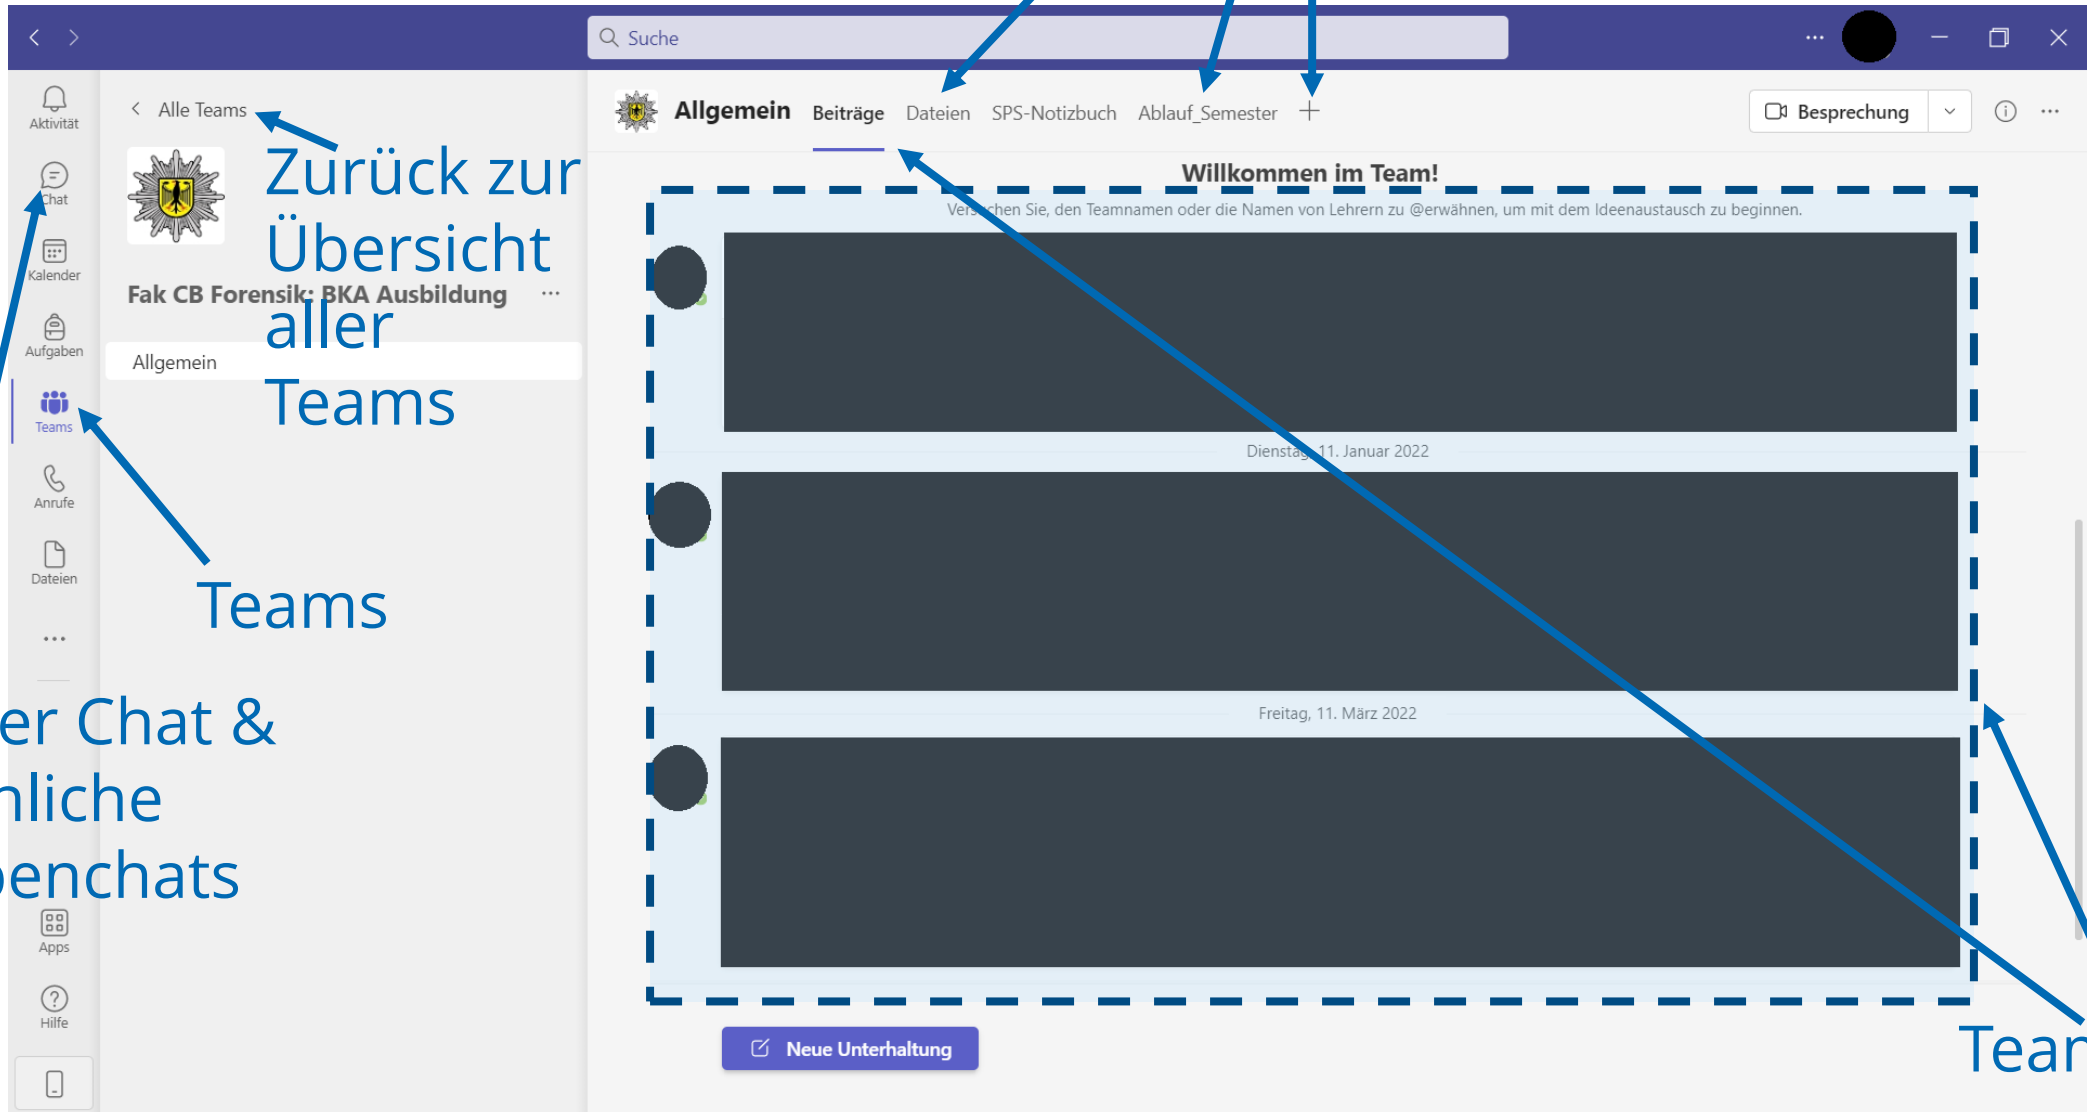 Suche
Aktivität
Chat
Kalender
Aufgaben
Teams
Anrufe
Dateien
Apps
Hilfe
Alle Teams
Zurück zur
Übersicht
aller
Teams
Fak CB Forensik: BKA Ausbildung
Allgemein
Teams
er Chat &
nliche
enchats
Allgemein Beiträge Dateien SPS-Notizbuch Ablauf_Semester
Besprechung
Willkommen im Team!
Versuchen Sie, den Teamnamen oder die Namen von Lehrern zu @erwähnen, um mit dem Ideenaustausch zu beginnen.
Dienstag, 11. Januar 2022
Freitag, 11. März 2022
Neue Unterhaltung